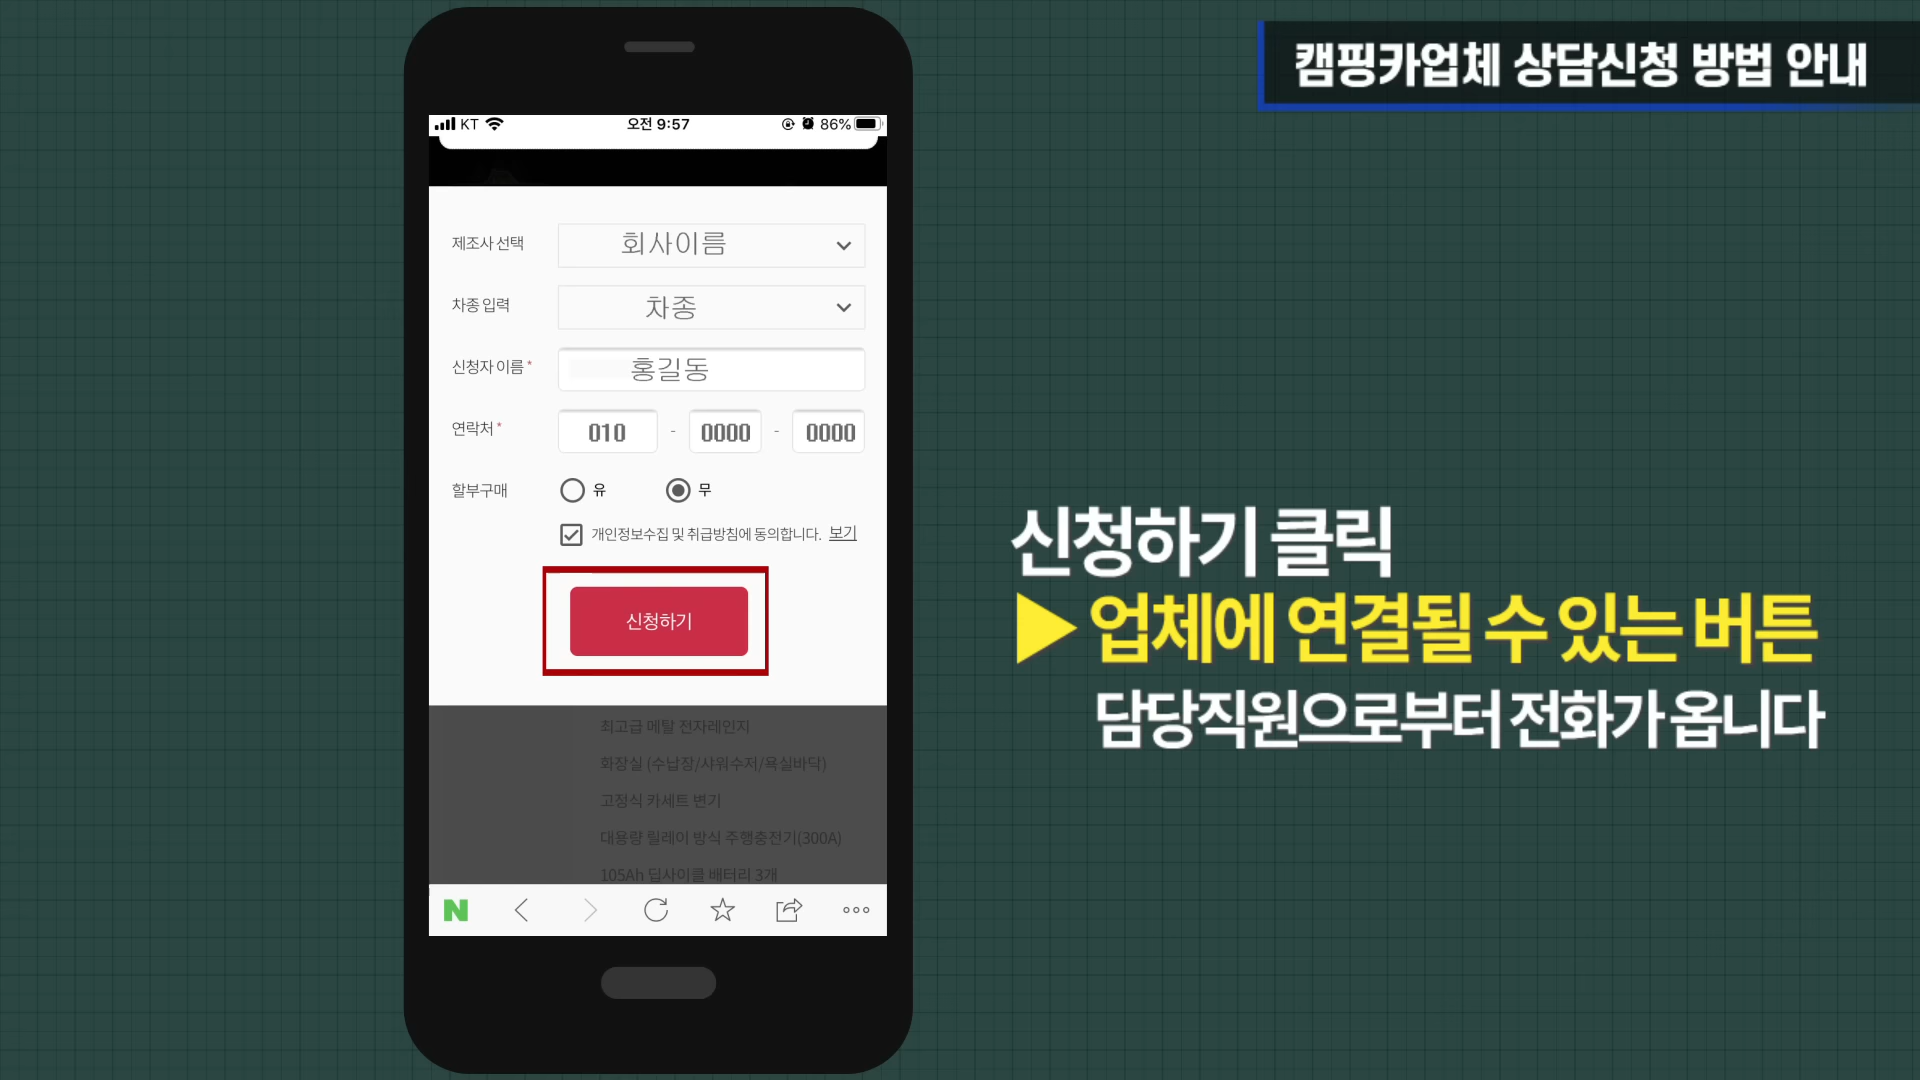 캠핑카업체 상담신청 방법 안내
KT 오전 9:57 86%
제조사 선택 회사이름
차종 입력 차종
신청자 이름 * 홍길동
연락처 * 010 - 0000 - 0000
할부구매 유 무
개인정보수집 및 취급방침에 동의합니다. 보기
신청하기
최고급 메탈 전자레인지
화장실 (수납장/샤워수저/욕실바닥)
고정식 카세트 변기
대용량 릴레이 방식 주행충전기(300A)
105Ah 딥사이클 배터리 3개
N
신청하기 클릭
▶ 업체에 연결될 수 있는 버튼
담당직원으로부터 전화가 옵니다